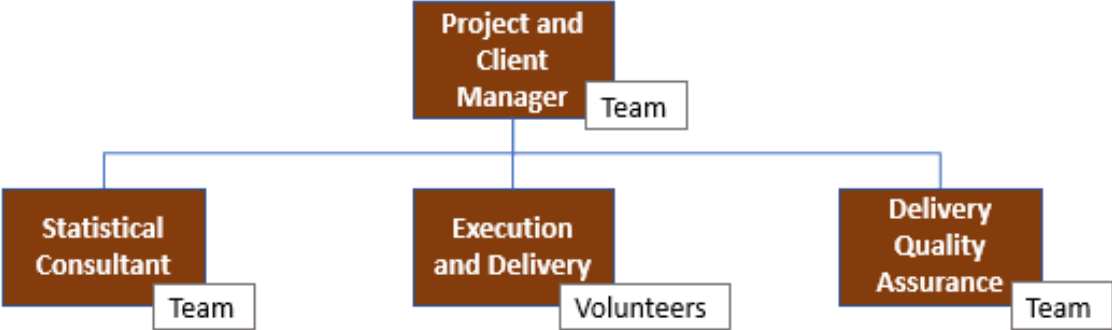 Project and
Client
Manager
Team
Statistical
Consultant
Team
Execution
and Delivery
Volunteers
Delivery
Quality
Assurance
Team